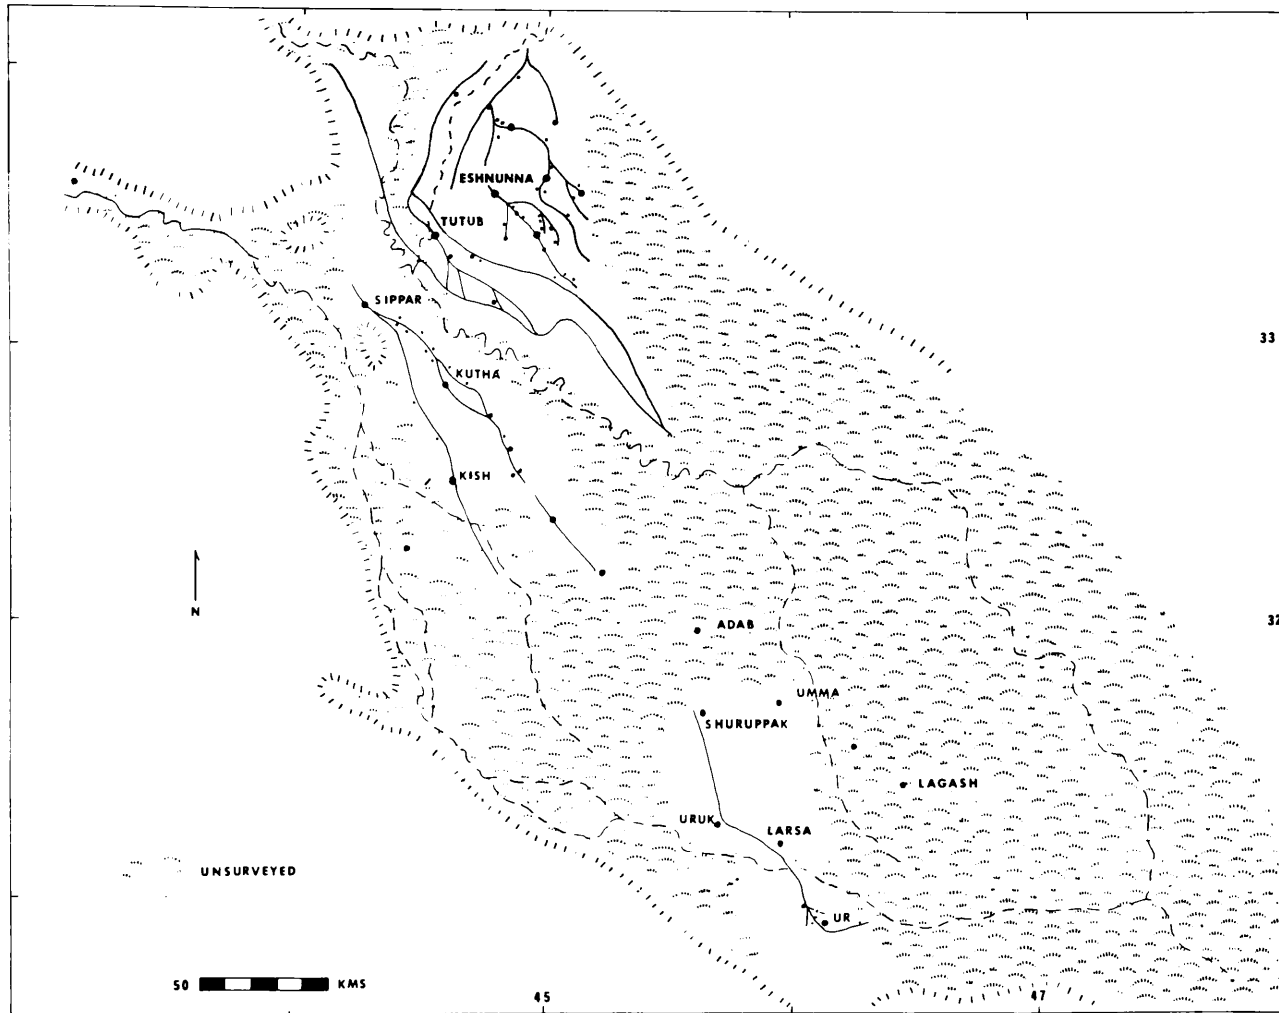 ESHNUNNA
TUTUB
SIPPAR
33
KUTHA
KISH
N
ADAB
32
UMMA
SHURUPPAK
LAGASH
URUK
LARSA
UNSURVEYED
UR
50 KMS
45
47